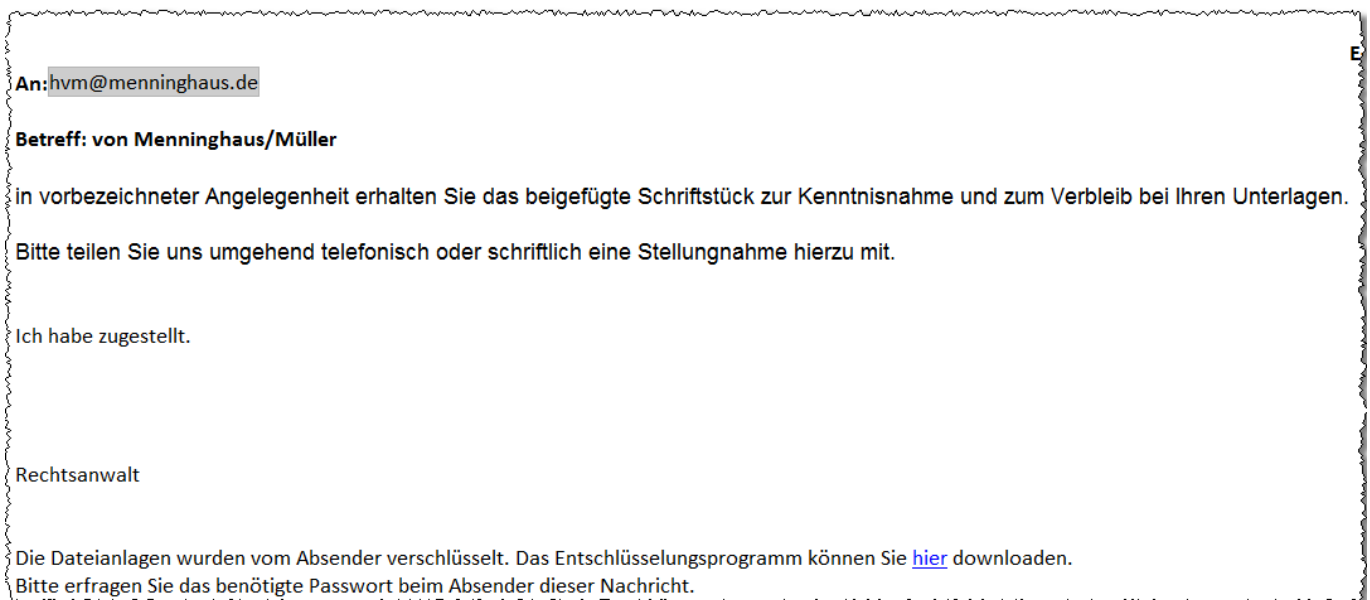 E
An: hvm@menninghaus.de
Betreff: von Menninghaus/Müller
in vorbezeichneter Angelegenheit erhalten Sie das beigefügte Schriftstück zur Kenntnisnahme und zum Verbleib bei Ihren Unterlagen.
Bitte teilen Sie uns umgehend telefonisch oder schriftlich eine Stellungnahme hierzu mit.
Ich habe zugestellt.
Rechtsanwalt
Die Dateianlagen wurden vom Absender verschlüsselt. Das Entschlüsselungsprogramm können Sie hier downloaden.
Bitte erfragen Sie das benötigte Passwort beim Absender dieser Nachricht.